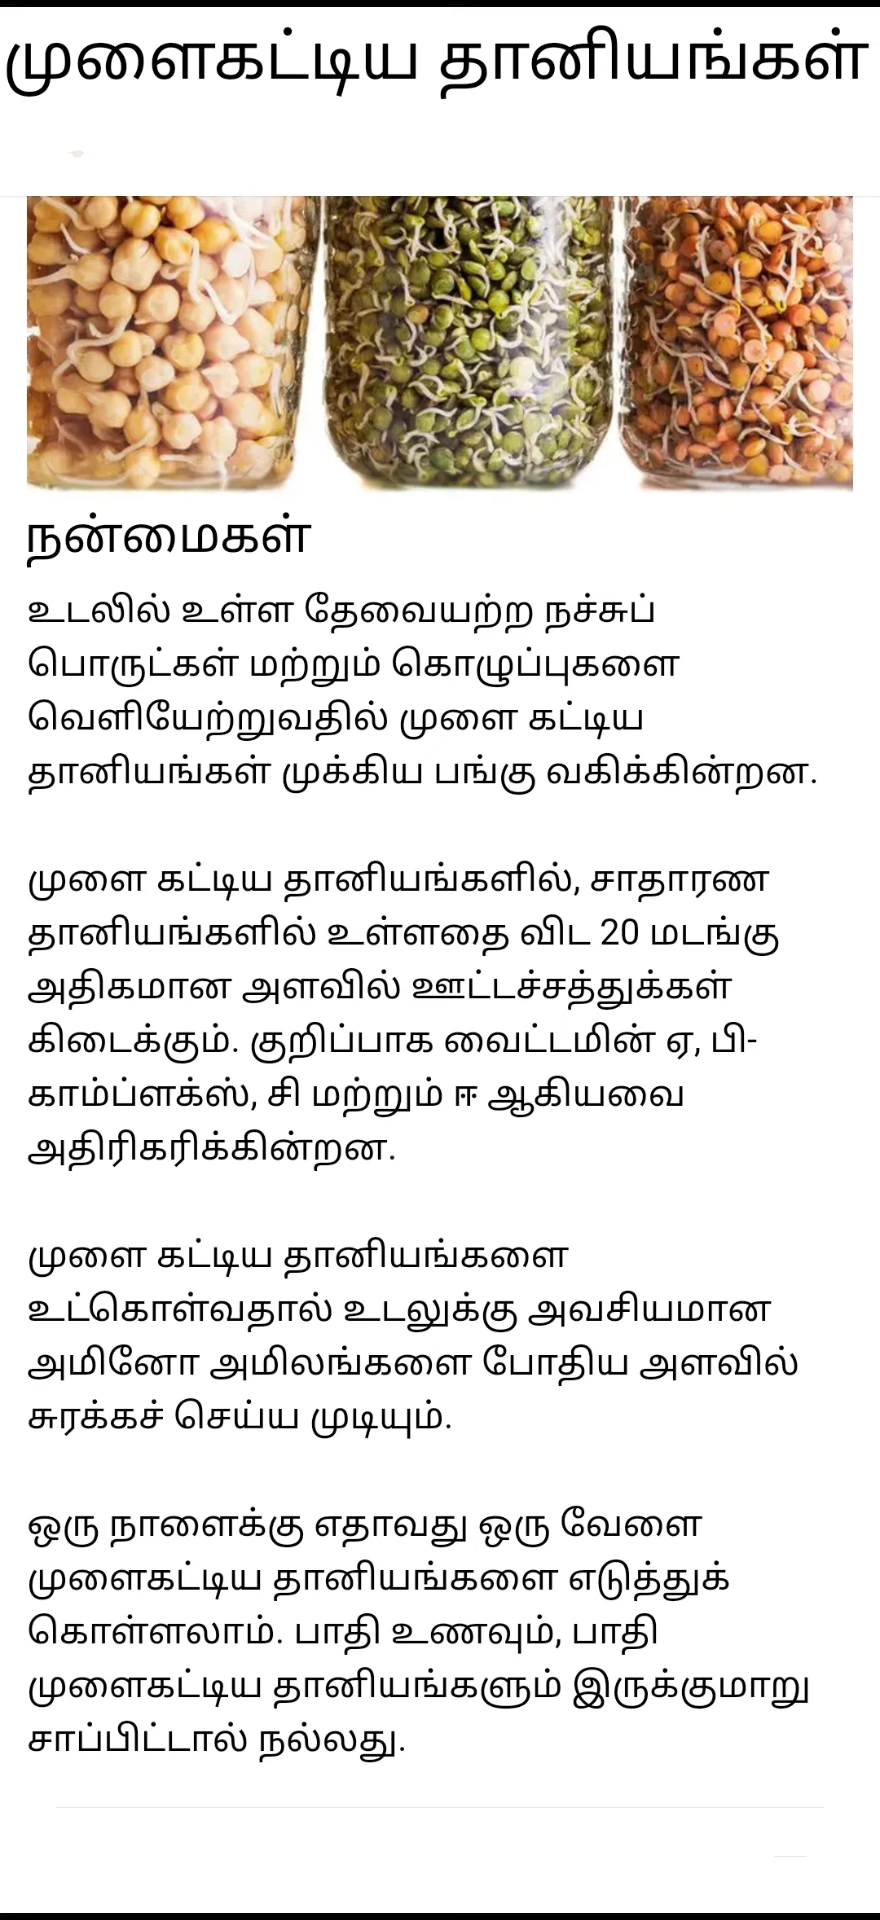 முளைகட்டிய தானியங்கள்
நன்மைகள்
உடலில் உள்ள தேவையற்ற நச்சுப்
பொருட்கள் மற்றும் கொழுப்புகளை
வெளியேற்றுவதில் முளை கட்டிய
தானியங்கள் முக்கிய பங்கு வகிக்கின்றன.
முளை கட்டிய தானியங்களில், சாதாரண
தானியங்களில் உள்ளதை விட 20 மடங்கு
அதிகமான அளவில் ஊட்டச்சத்துக்கள்
கிடைக்கும். குறிப்பாக வைட்டமின் ஏ, பி-
காம்ப்ளக்ஸ், சி மற்றும் ஈ ஆகியவை
அதிரிகரிக்கின்றன.
முளை கட்டிய தானியங்களை
உட்கொள்வதால் உடலுக்கு அவசியமான
அமினோ அமிலங்களை போதிய அளவில்
சுரக்கச் செய்ய முடியும்.
ஒரு நாளைக்கு எதாவது ஒரு வேளை
முளைகட்டிய தானியங்களை எடுத்துக்
கொள்ளலாம். பாதி உணவும், பாதி
முளைகட்டிய தானியங்களும் இருக்குமாறு
சாப்பிட்டால் நல்லது.